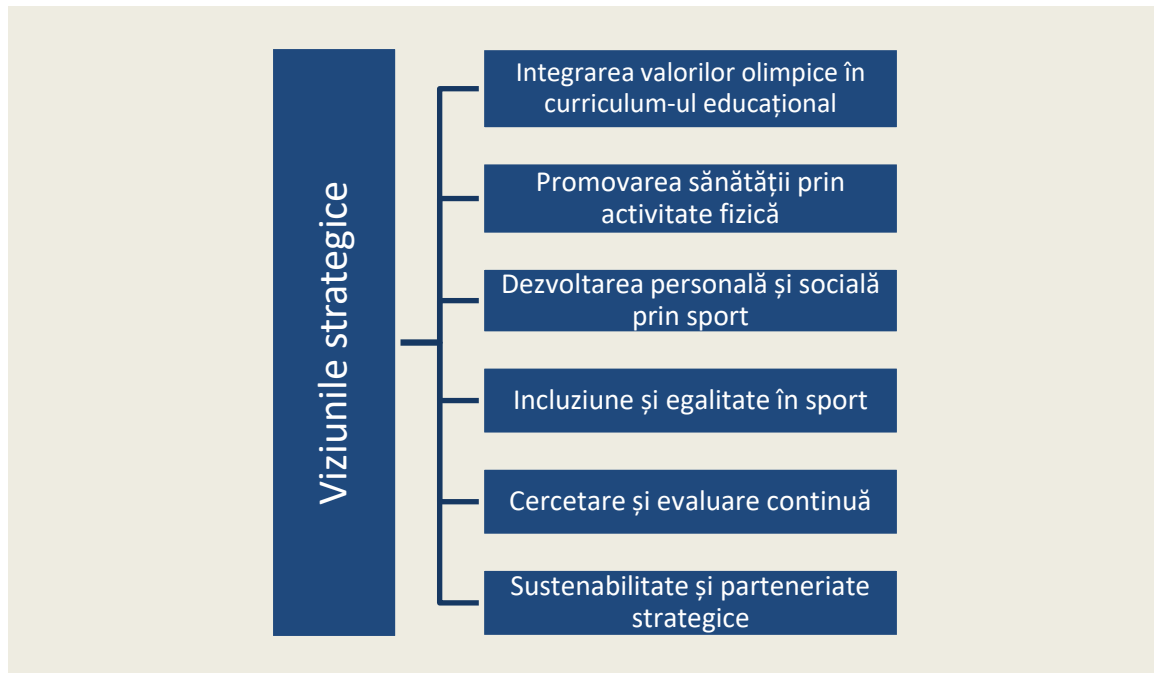 Viziunile strategice
Integrarea valorilor olimpice în
curriculum-ul educațional
Promovarea sănătății prin
activitate fizică
Dezvoltarea personală și socială
prin sport
Incluziune și egalitate în sport
Cercetare și evaluare continuă
Sustenabilitate și parteneriate
strategice